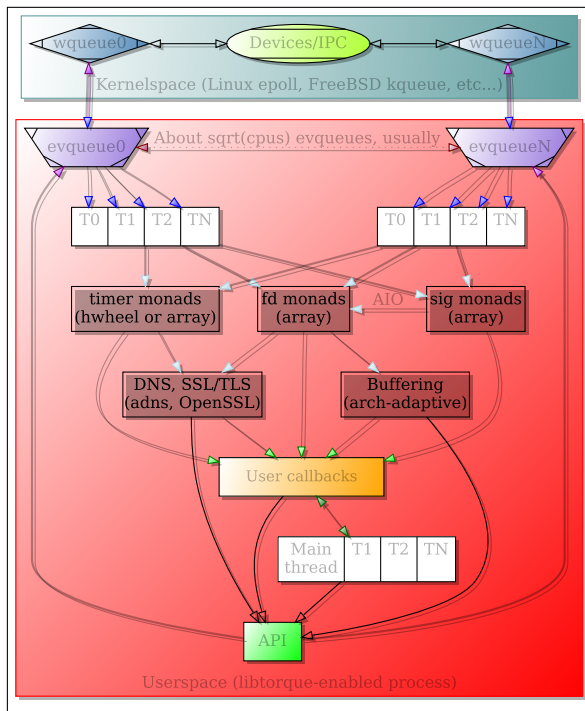 wqueue0
Devices/IPC
wqueueN
Kernelspace (Linux epoll, FreeBSD kqueue, etc...)
evqueue0
About sqrt(cpus) evqueues, usually
evqueueN
T0 T1 T2 TN
T0 T1 T2 TN
timer monads
(hwheel or array)
fd monads
(array)
AIO
sig monads
(array)
DNS, SSL/TLS
(adns, OpenSSL)
Buffering
(arch-adaptive)
User callbacks
Main
thread
T1 T2 TN
API
Userspace (libtorque-enabled process)